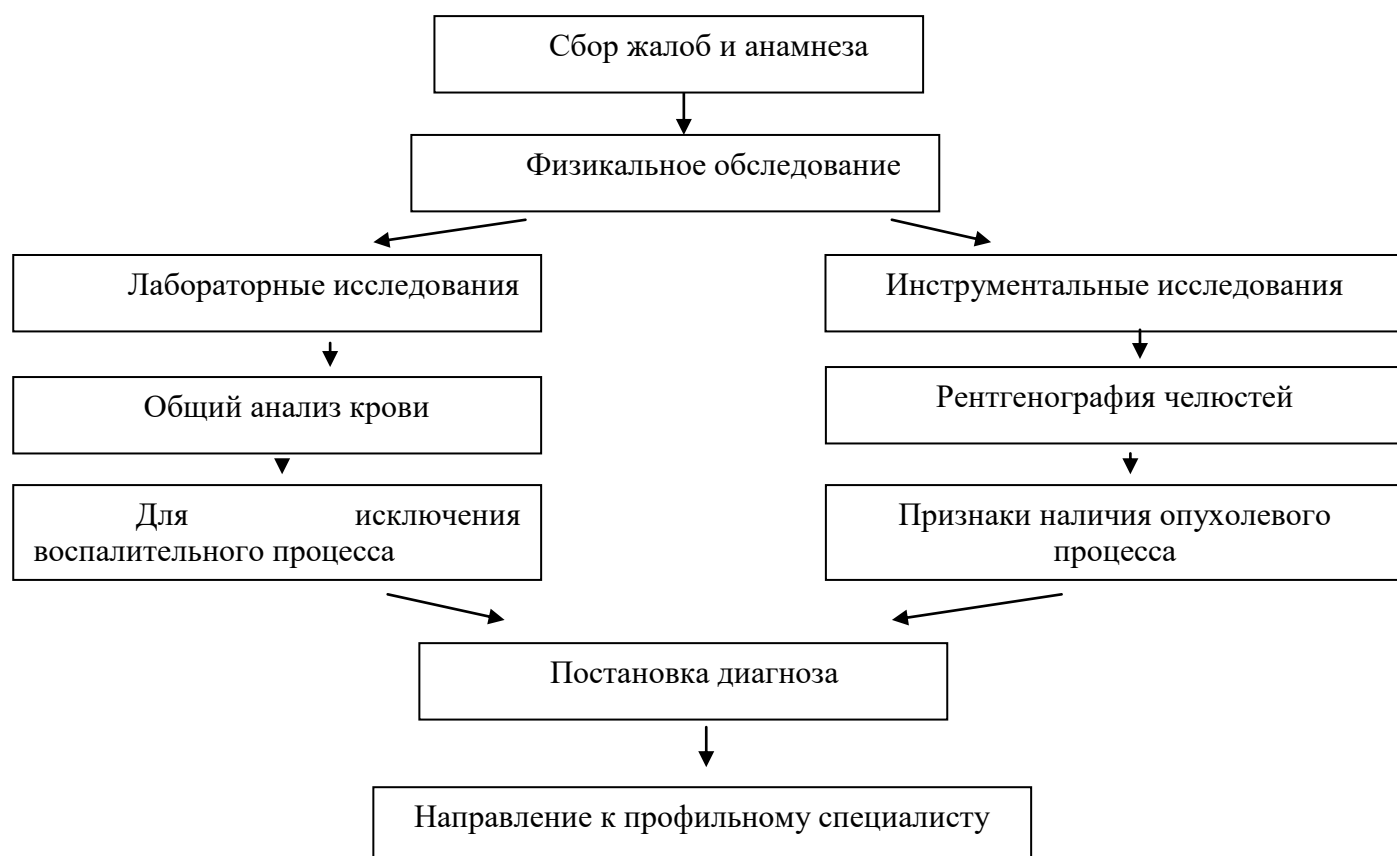 Сбор жалоб и анамнеза
Физикальное обследование
Лабораторные исследования
Инструментальные исследования
Общий анализ крови
Рентгенография челюстей
Для исключения
воспалительного процесса
Признаки наличия опухолевого
процесса
Постановка диагноза
Направление к профильному специалисту